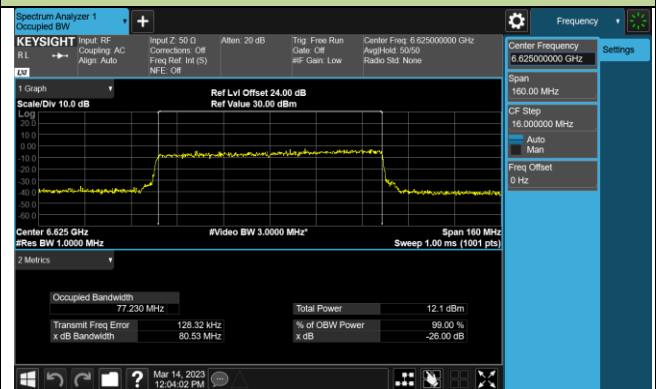 Spectrum Analyzer 1
Occupied BW
Frequency
KEYSIGHT
R L
LXI
Input: RF
Coupling: AC
Align: Auto
Input Z: 50 Ω
Corrections: Off
Freq Ref: Int (S)
NFE: Off
Atten: 20 dB
Trig: Free Run
Gate: Off
#IF Gain: Low
Center Freq: 6.625000000 GHz
Avg|Hold: 50/50
Radio Std: None
Center Frequency
6.625000000 GHz
Settings
Span
160.00 MHz
CF Step
16.000000 MHz
Auto
Man
Freq Offset
0 Hz
1 Graph
Scale/Div 10.0 dB
Ref Lvl Offset 24.00 dB
Ref Value 30.00 dBm
Log
20.0
10.0
0.00
-10.0
-20.0
-30.0
-40.0
-50.0
-60.0
Center 6.625 GHz
#Res BW 1.0000 MHz
#Video BW 3.0000 MHz*
Span 160 MHz
Sweep 1.00 ms (1001 pts)
2 Metrics
Occupied Bandwidth
77.230 MHz
Total Power 12.1 dBm
Transmit Freq Error 128.32 kHz
% of OBW Power 99.00 %
x dB Bandwidth 80.53 MHz
x dB -26.00 dB
?
Mar 14, 2023
12:04:02 PM